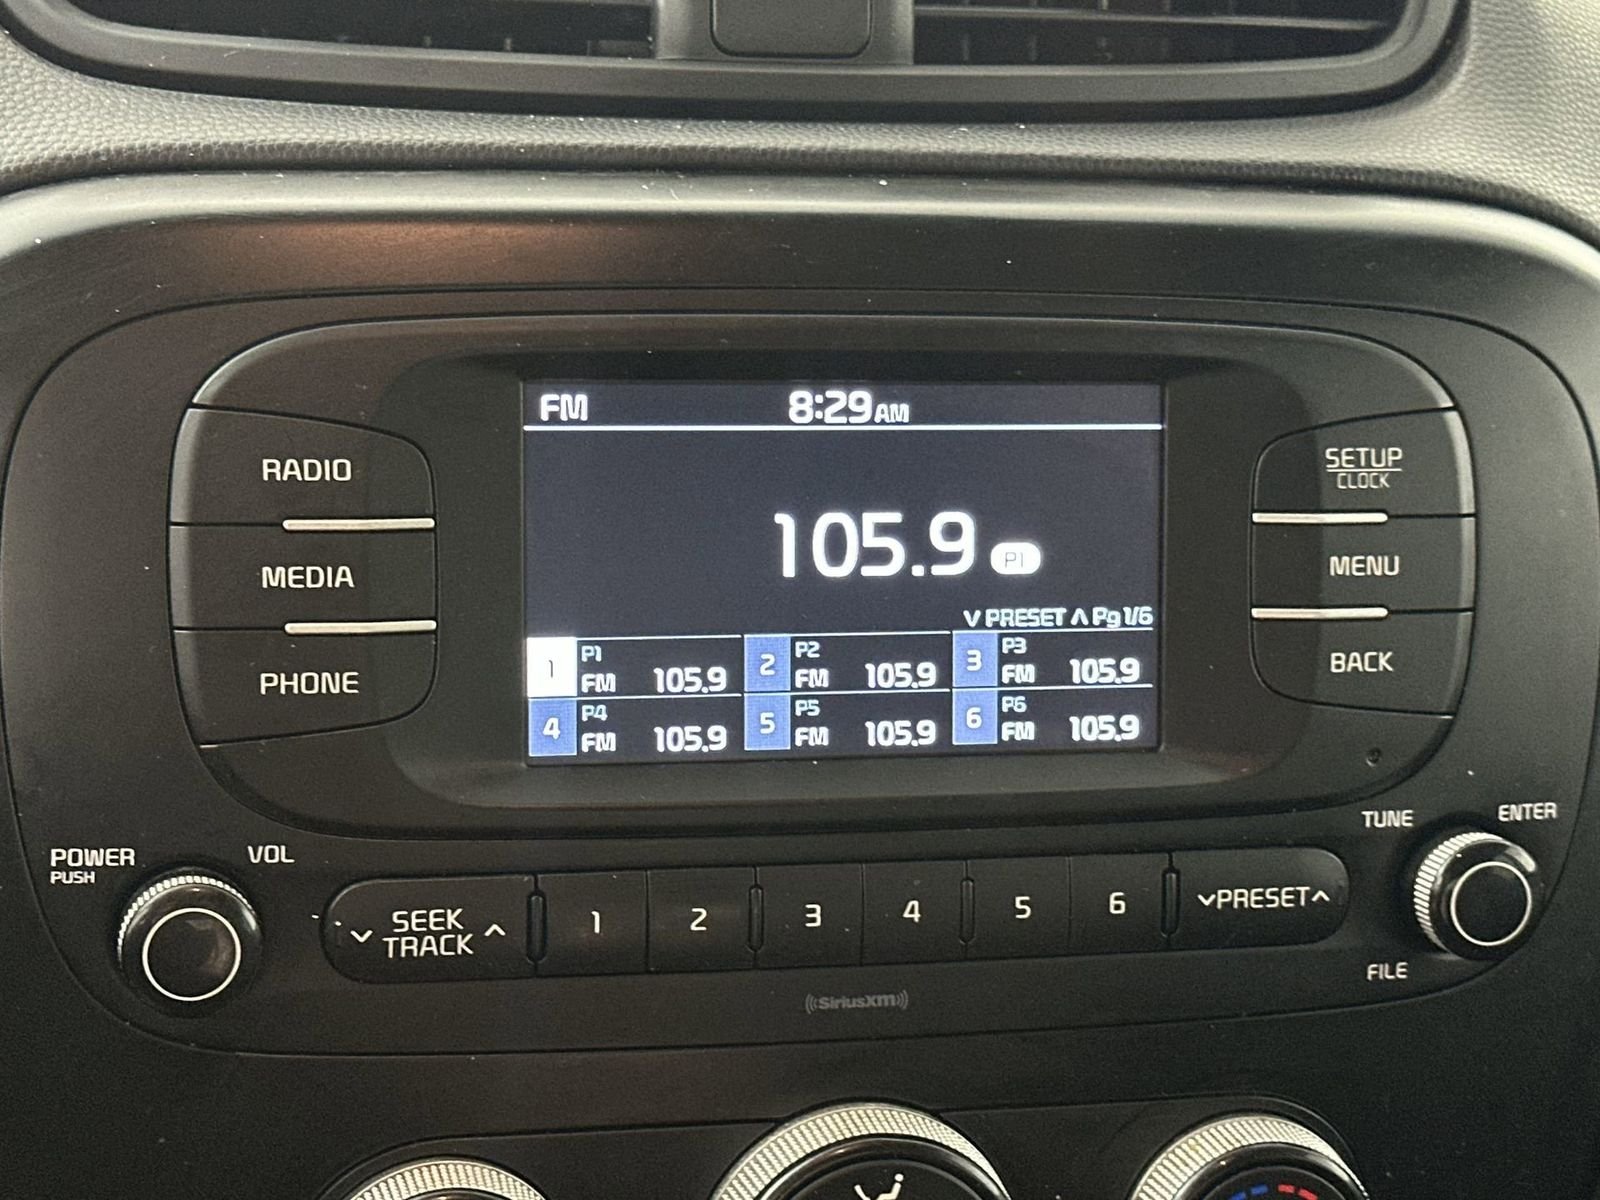 FM 8:29 AM
RADIO
MEDIA
PHONE
105.9 P1
∨ PRESET ∧ Pg 1/6
1 P1 FM 105.9
2 P2 FM 105.9
3 P3 FM 105.9
4 P4 FM 105.9
5 P5 FM 105.9
6 P6 FM 105.9
SETUP
CLOCK
MENU
BACK
POWER
PUSH
VOL
∨ SEEK ∧
TRACK
1 2 3 4 5 6
∨PRESET∧
TUNE
ENTER
FILE
SiriusXM